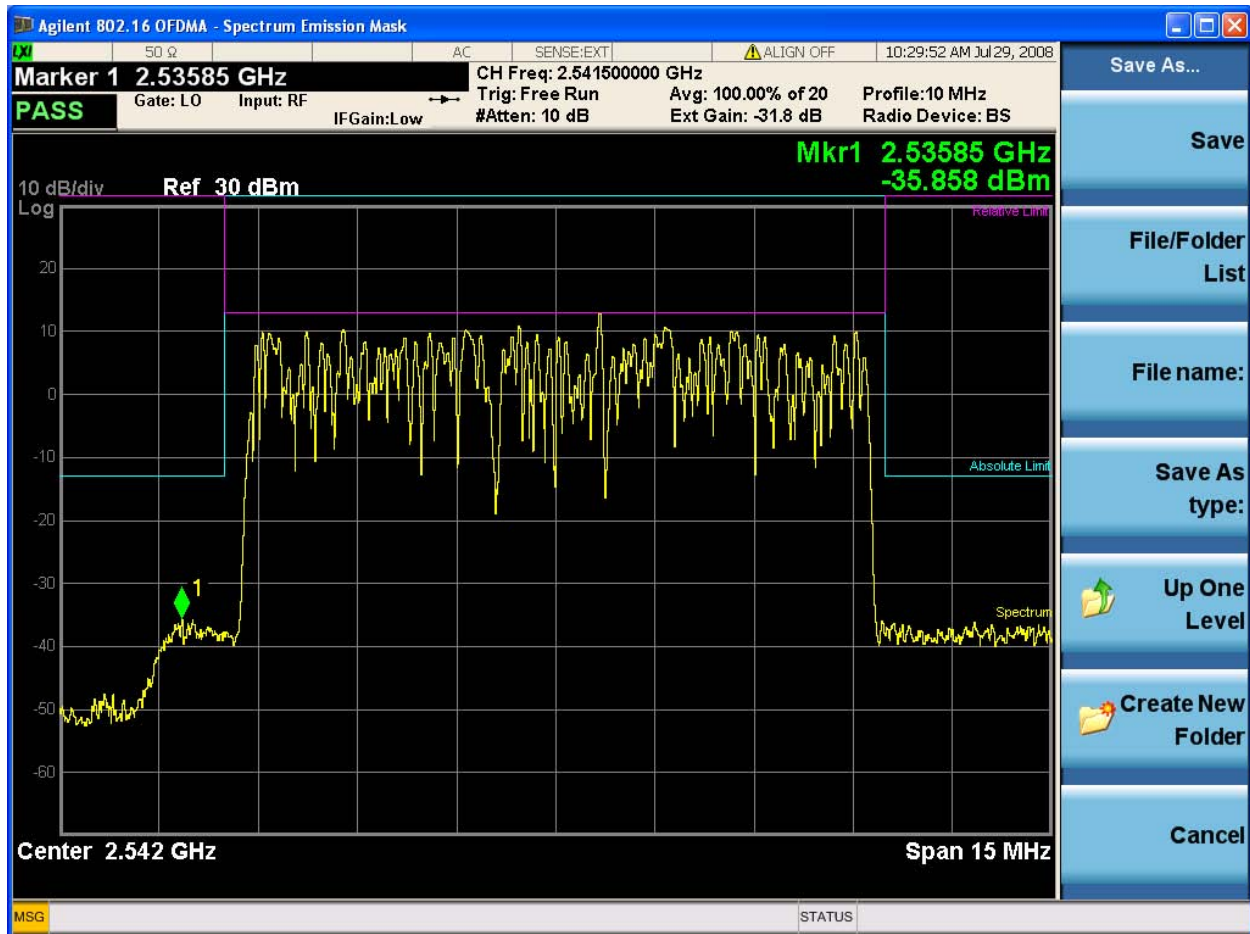 Agilent 802.16 OFDMA - Spectrum Emission Mask
LXI 50 Ω AC SENSE:EXT ALIGN OFF 10:29:52 AM Jul 29, 2008
Marker 1 2.53585 GHz
PASS
Gate: LO Input: RF
IFGain:Low
CH Freq: 2.541500000 GHz
Trig: Free Run Avg: 100.00% of 20 Profile:10 MHz
#Atten: 10 dB Ext Gain: -31.8 dB Radio Device: BS
Mkr1 2.53585 GHz
-35.858 dBm
10 dB/div Ref 30 dBm
Log
Relative Limit
20
10
0
-10
Absolute Limit
-20
-30
1
Spectrum
-40
-50
-60
Center 2.542 GHz Span 15 MHz
MSG STATUS
Save As...
Save
File/Folder
List
File name:
Save As
type:
Up One
Level
Create New
Folder
Cancel